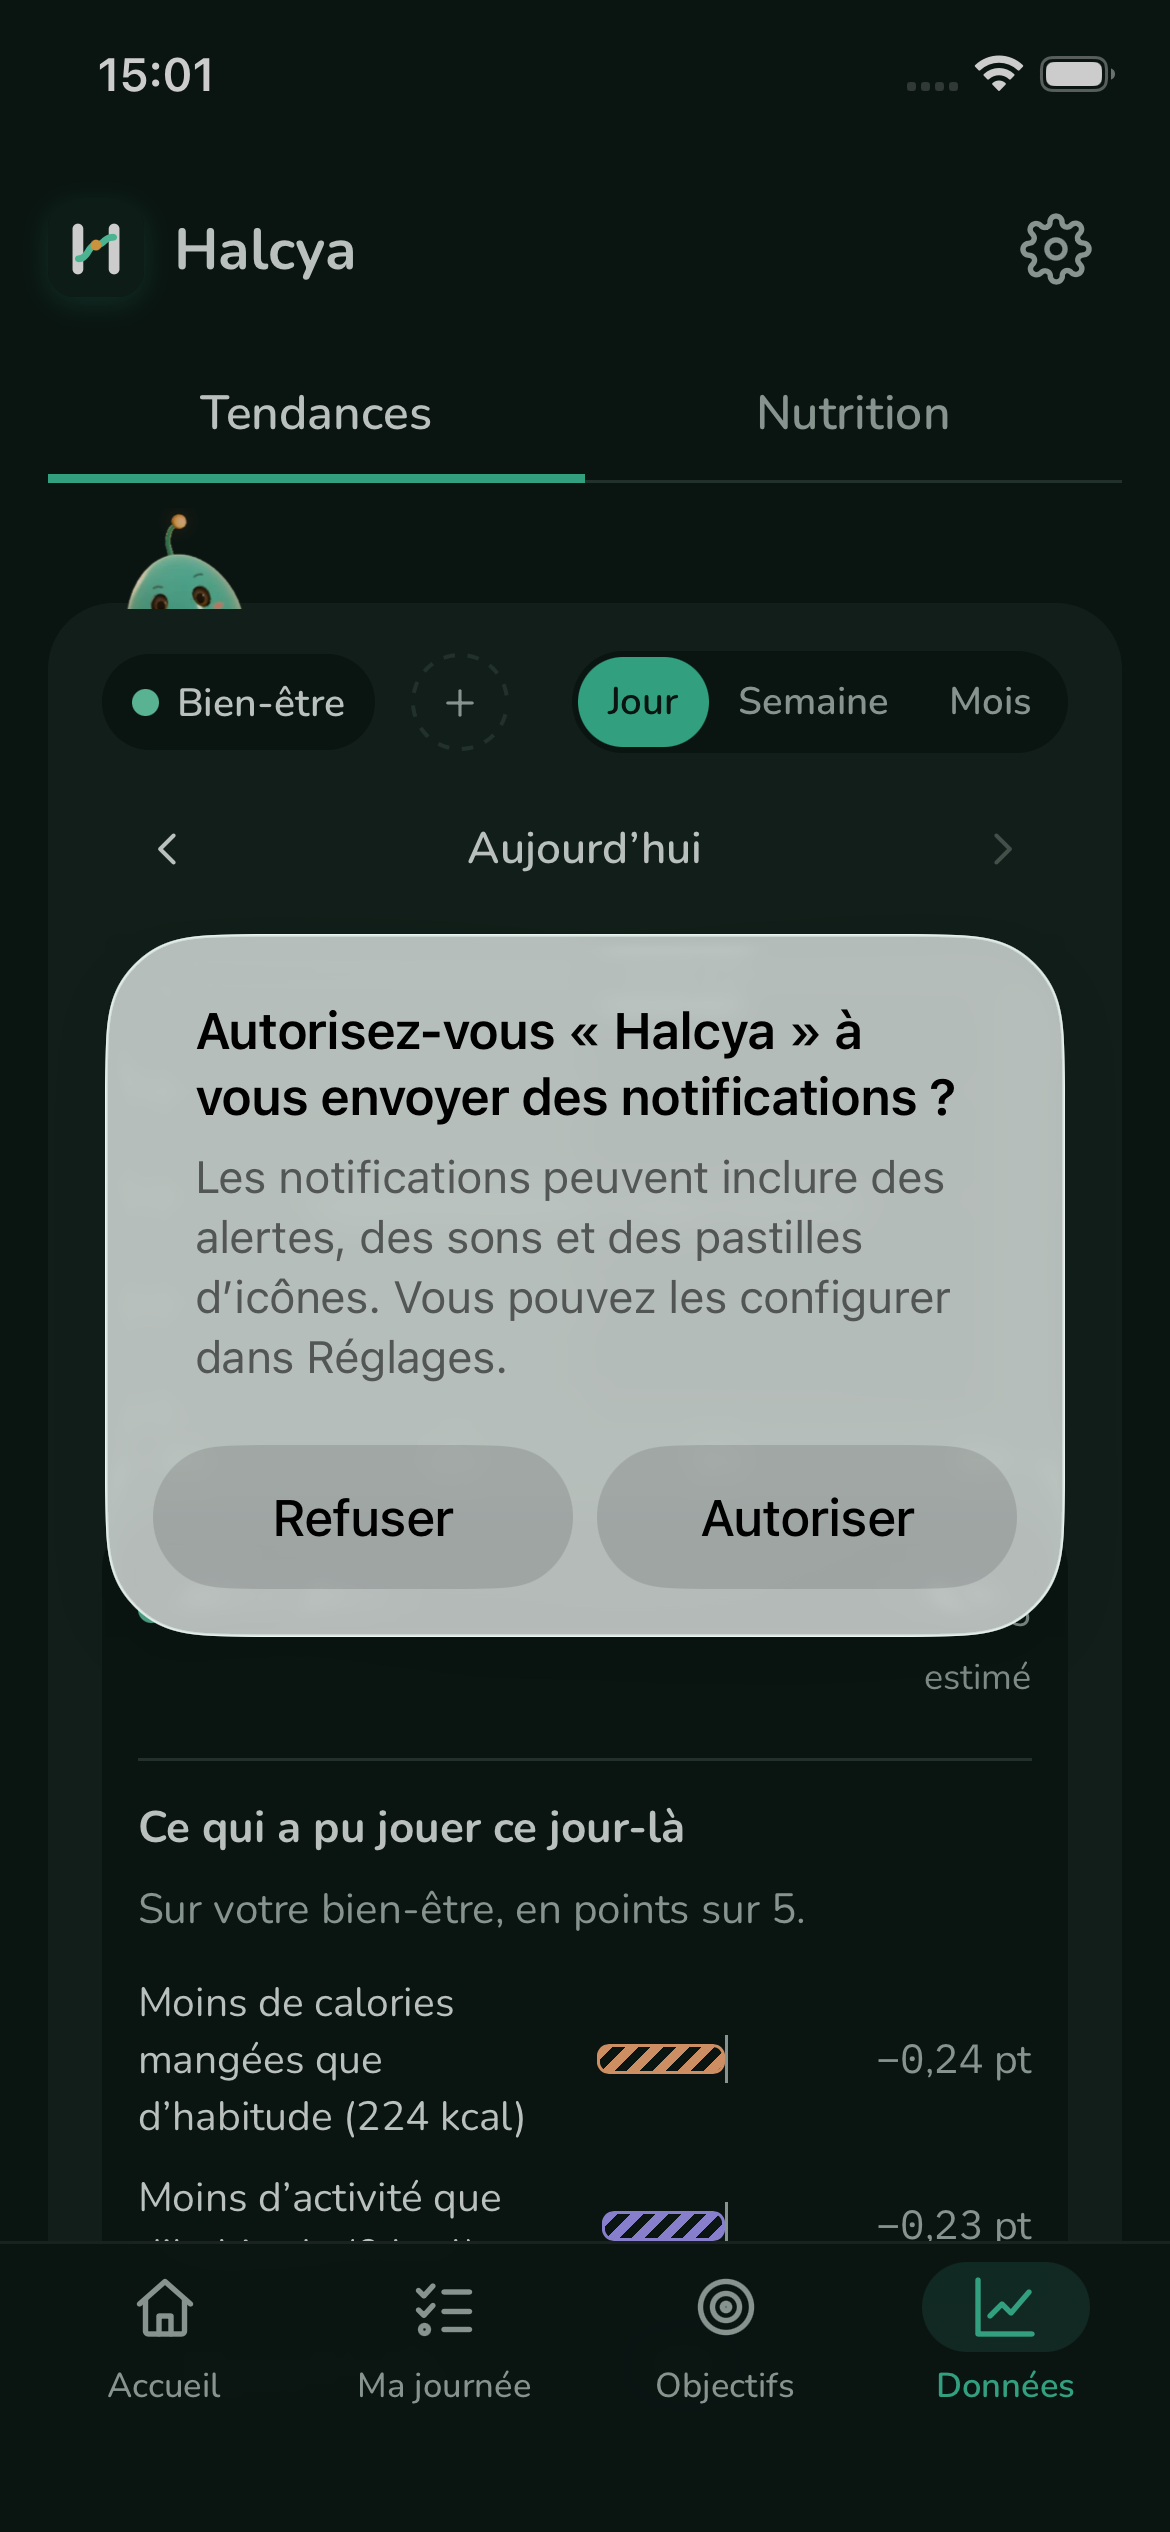 15:01
Halcya
Tendances
Nutrition
Bien-être
Jour
Semaine
Mois
Aujourd’hui
Autorisez-vous « Halcya » à
vous envoyer des notifications ?
Les notifications peuvent inclure des
alertes, des sons et des pastilles
d’icônes. Vous pouvez les configurer
dans Réglages.
Refuser
Autoriser
estimé
Ce qui a pu jouer ce jour-là
Sur votre bien-être, en points sur 5.
Moins de calories
mangées que
d’habitude (224 kcal)
−0,24 pt
Moins d’activité que
−0,23 pt
Accueil
Ma journée
Objectifs
Données